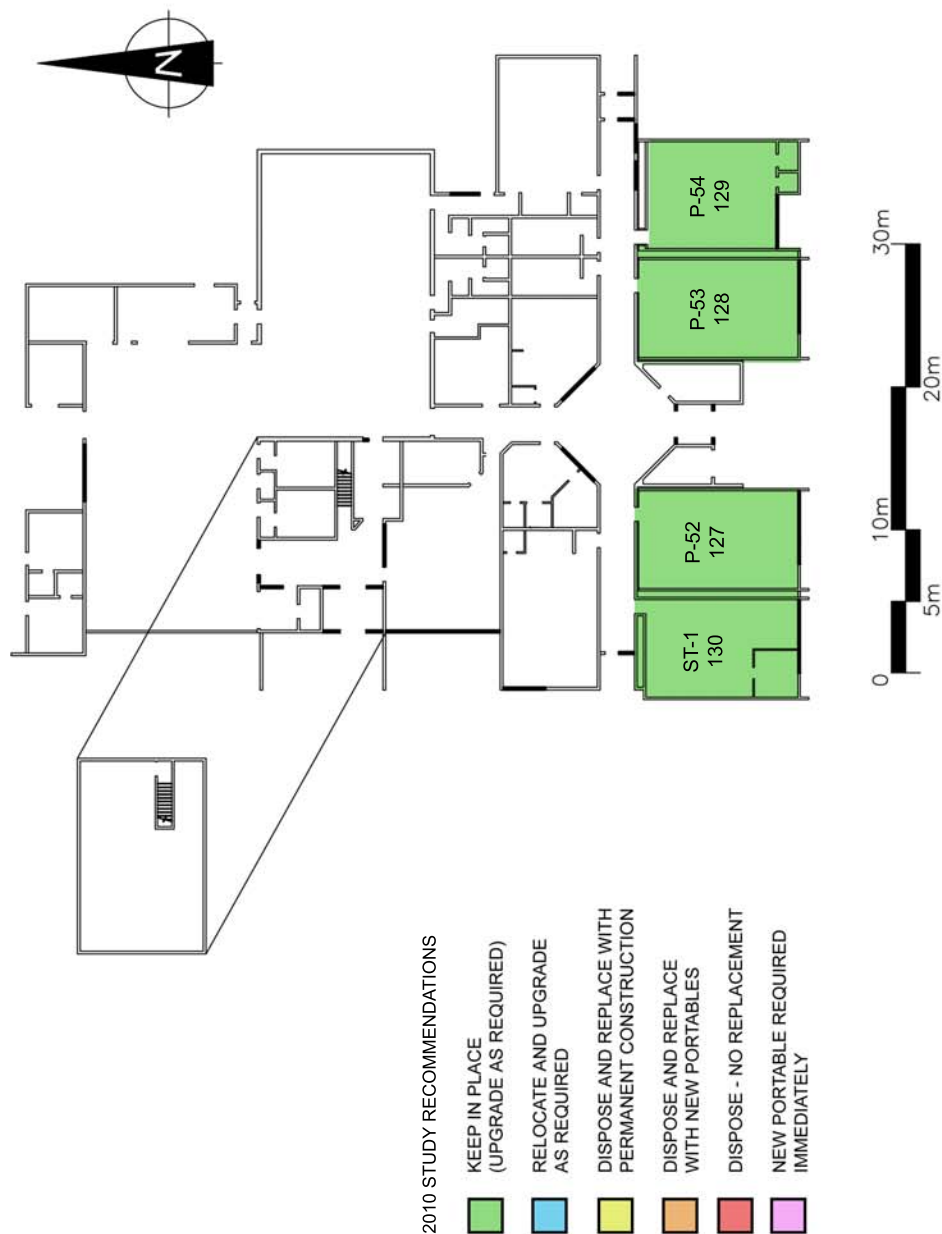 N
P-54
129
P-53
128
P-52
127
ST-1
130
0
5m
10m
20m
30m
2010 STUDY RECOMMENDATIONS
KEEP IN PLACE
(UPGRADE AS REQUIRED)
RELOCATE AND UPGRADE
AS REQUIRED
DISPOSE AND REPLACE WITH
PERMANENT CONSTRUCTION
DISPOSE AND REPLACE
WITH NEW PORTABLES
DISPOSE - NO REPLACEMENT
NEW PORTABLE REQUIRED
IMMEDIATELY